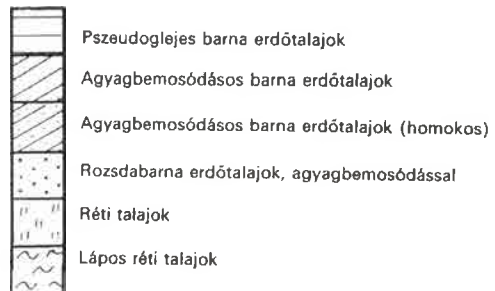 Pszeudoglejes barna erdőtalajok
Agyagbemosódásos barna erdőtalajok
Agyagbemosódásos barna erdőtalajok (homokos)
Rozsdabarna erdőtalajok, agyagbemosódással
Réti talajok
Lápos réti talajok